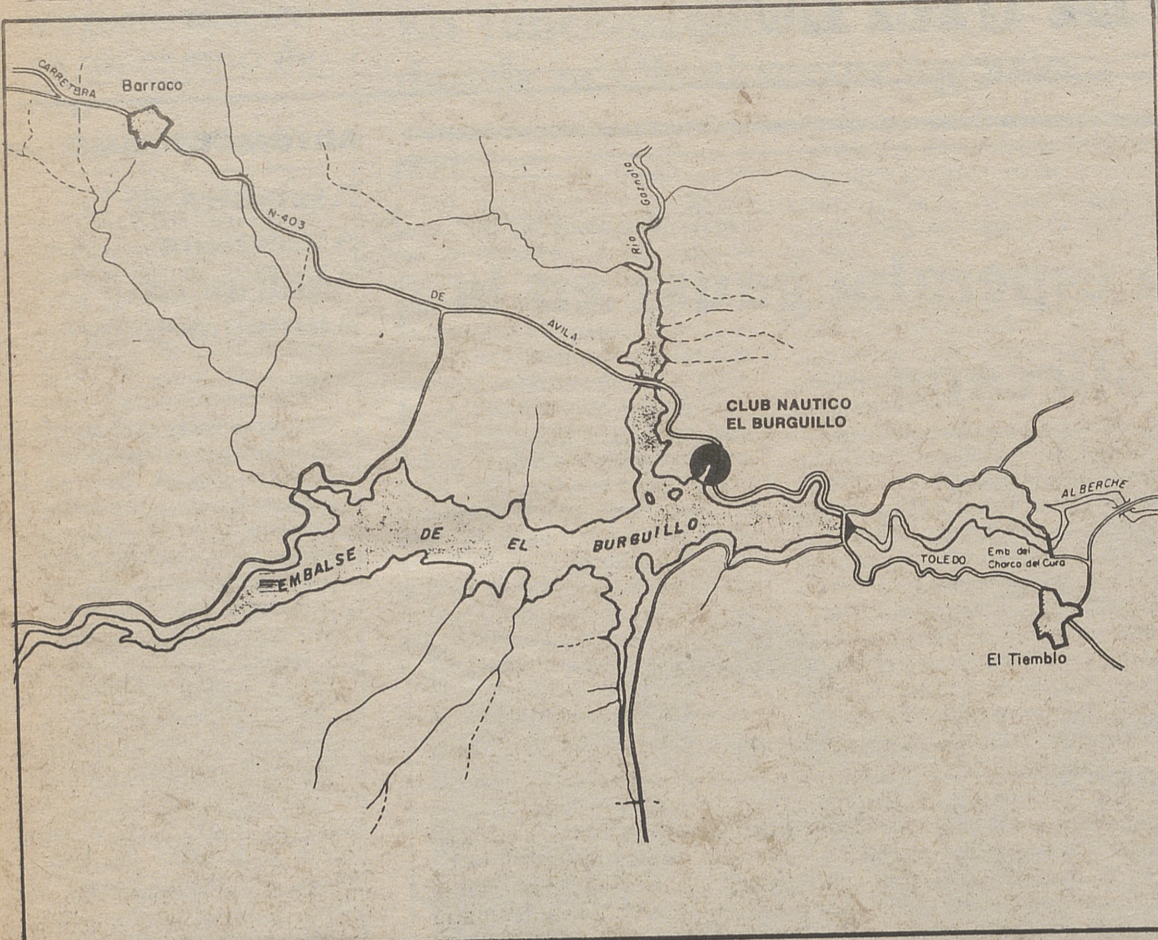 CARRETERA
Barraco
N-403
DE
AVILA
Rio Gaznata
CLUB NAUTICO
EL BURGUILLO
EMBALSE DE EL BURGUILLO
ALBERCHE
TOLEDO
Emb del
Charco del Cura
El Tiemblo